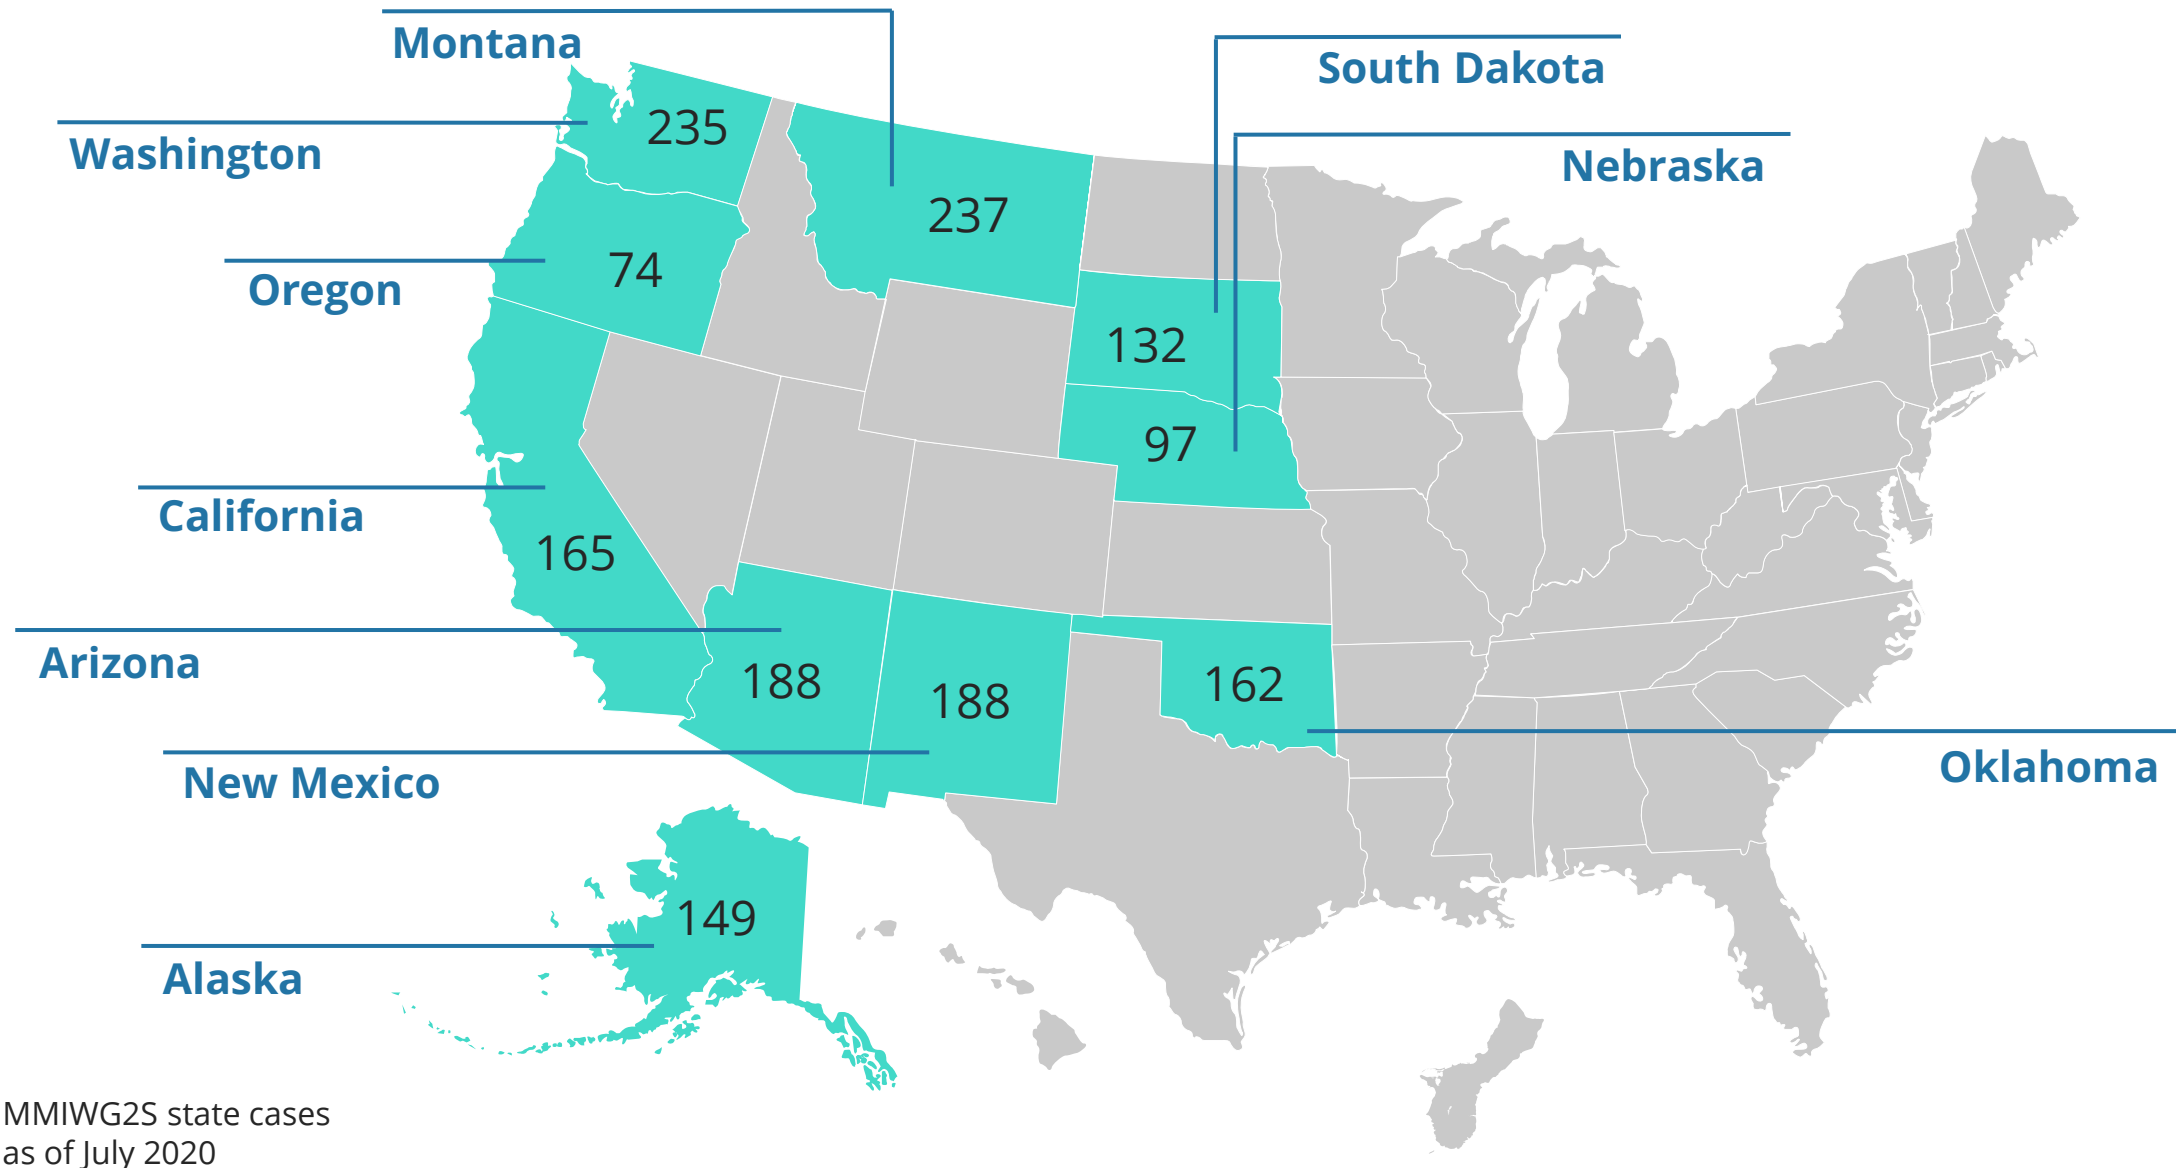 Montana
South Dakota
Washington
235
Nebraska
237
Oregon
74
132
97
California
165
Arizona
188
188
162
New Mexico
Oklahoma
149
Alaska
MMIWG2S state cases
as of July 2020